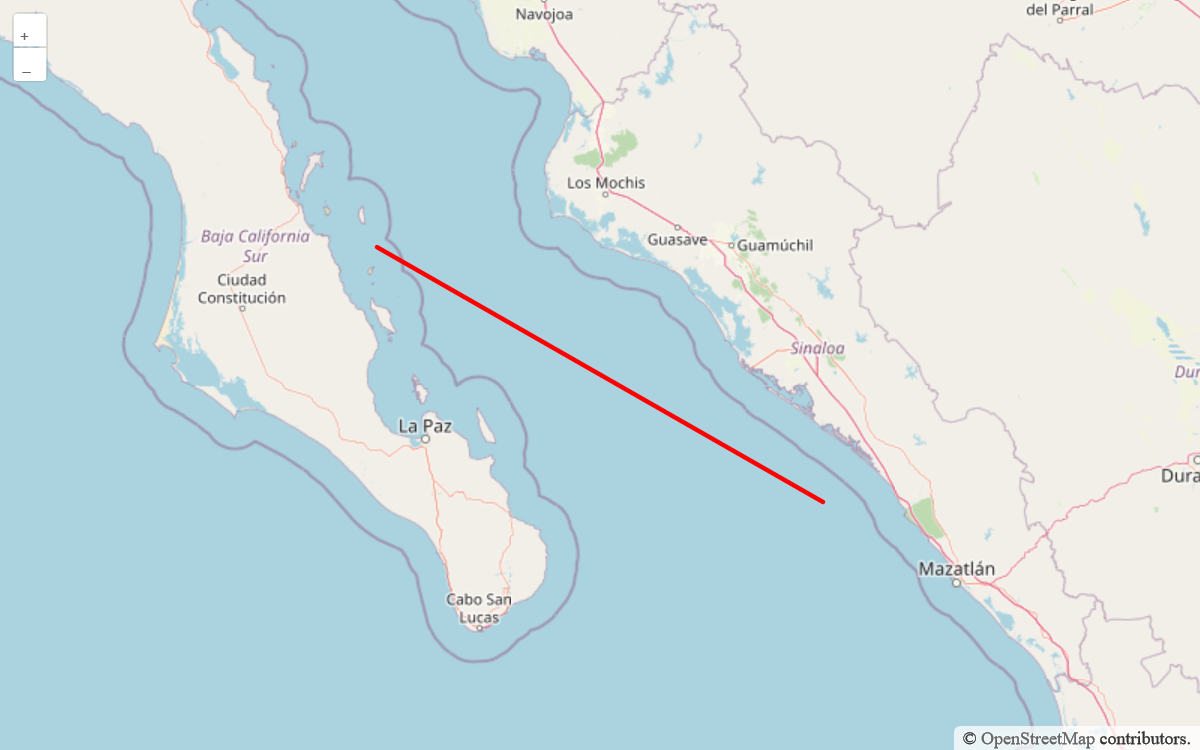 +
–
Navojoa
del Parral
Los Mochis
Guasave
Guamúchil
Baja California
Sur
Ciudad
Constitución
Sinaloa
Dur
La Paz
Dura
Mazatlán
Cabo San
Lucas
© OpenStreetMap contributors.